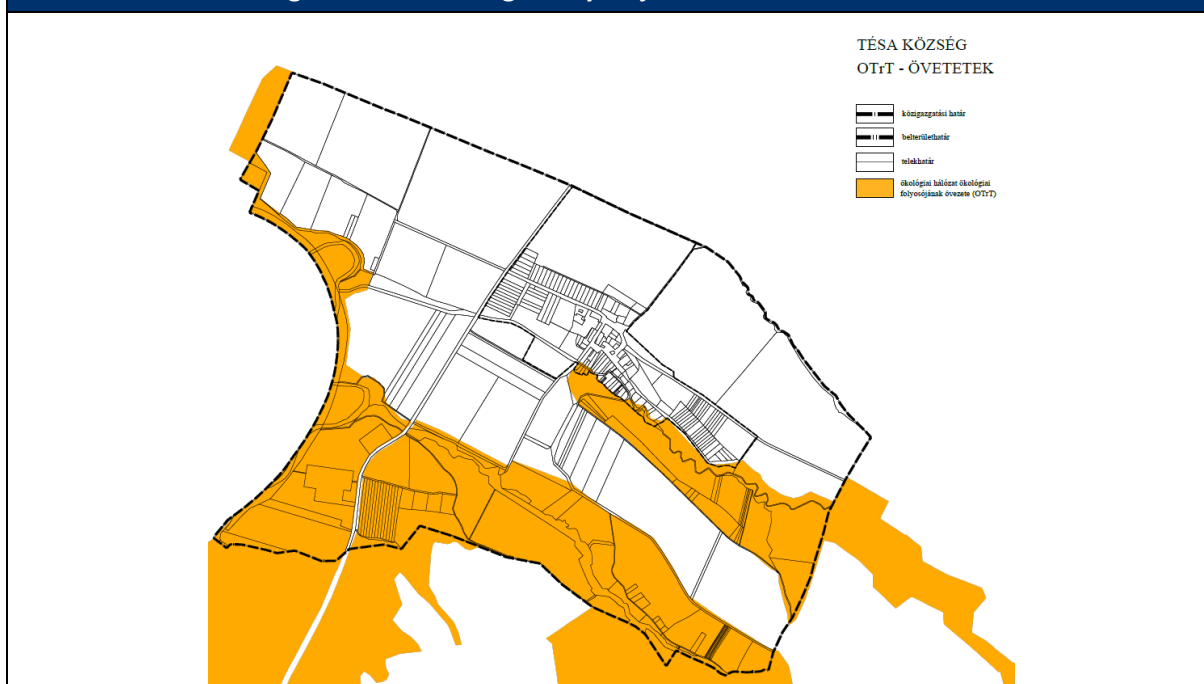 TÉSA KÖZSÉG
OTrT - ÖVETETEK
közigazgatási határ
belterülethatár
telekhatár
ökológiai hálózat ökológiai
folyosójának övezete (OTrT)